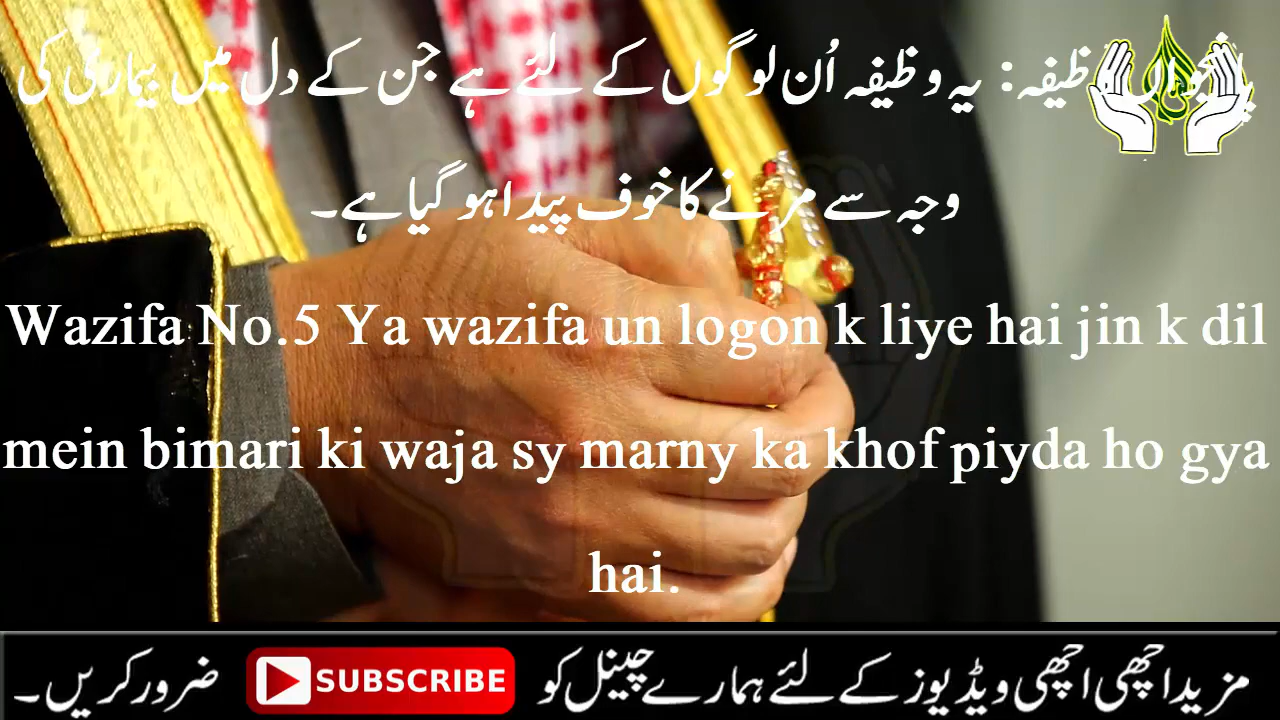 پانچواں وظیفہ: یہ وظیفہ اُن لوگوں کے لئے ہے جن کے دل میں بیماری کی
وجہ سے مرنے کا خوف پیدا ہو گیا ہے۔
Wazifa No.5 Ya wazifa un logon k liye hai jin k dil
mein bimari ki waja sy marny ka khof piyda ho gya
hai.
مزید اچھی اچھی ویڈیوز کے لئے ہمارے چینل کو SUBSCRIBE ضرور کریں۔